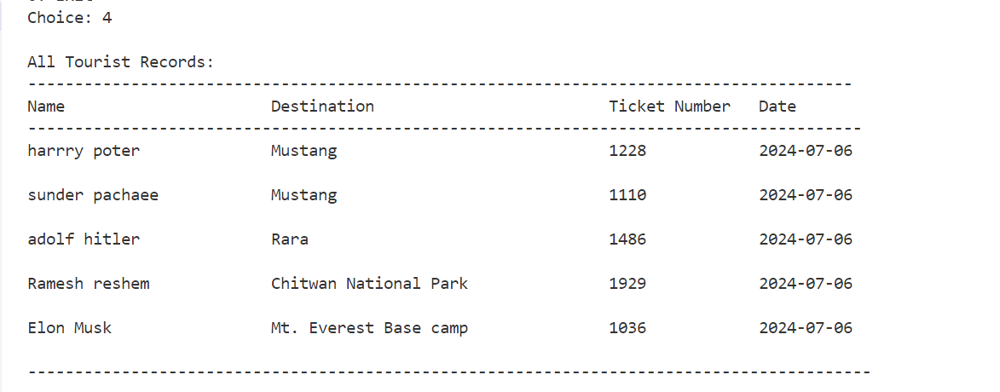 Choice: 4
All Tourist Records:
----------------------------------------------------------------------------------------
Name Destination Ticket Number Date
-----------------------------------------------------------------------------------------
harrry poter Mustang 1228 2024-07-06
sunder pachaee Mustang 1110 2024-07-06
adolf hitler Rara 1486 2024-07-06
Ramesh reshem Chitwan National Park 1929 2024-07-06
Elon Musk Mt. Everest Base camp 1036 2024-07-06
------------------------------------------------------------------------------------------